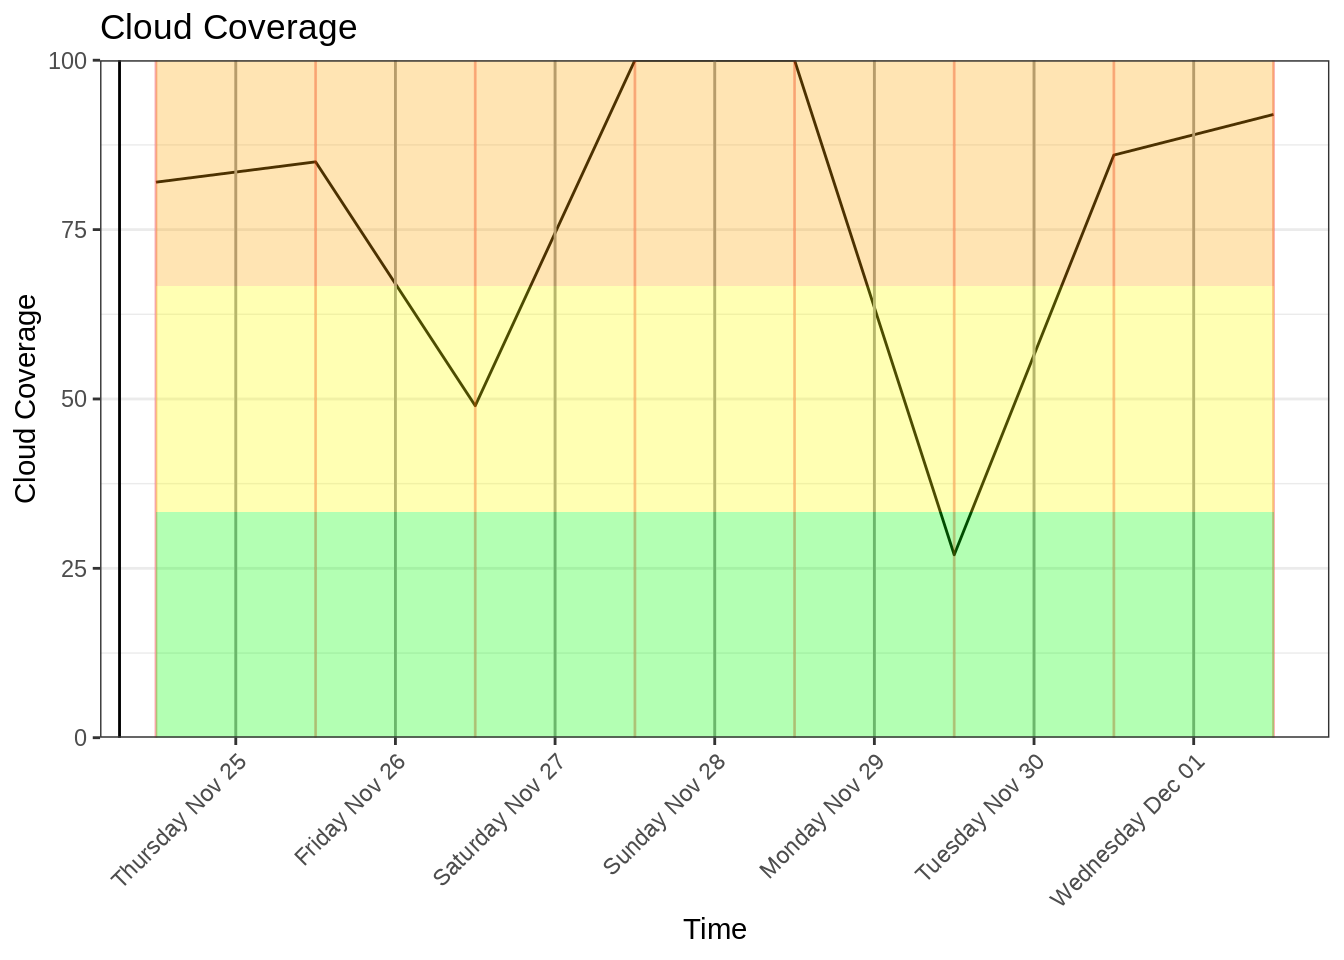 Cloud Coverage
100
75
50
25
0
Cloud Coverage
Thursday Nov 25
Friday Nov 26
Saturday Nov 27
Sunday Nov 28
Monday Nov 29
Tuesday Nov 30
Wednesday Dec 01
Time